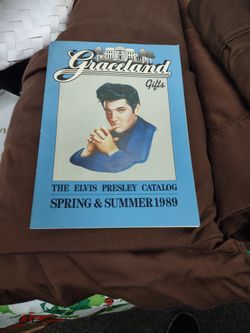 Graceland
Gifts
THE ELVIS PRESLEY CATALOG
SPRING & SUMMER 1989